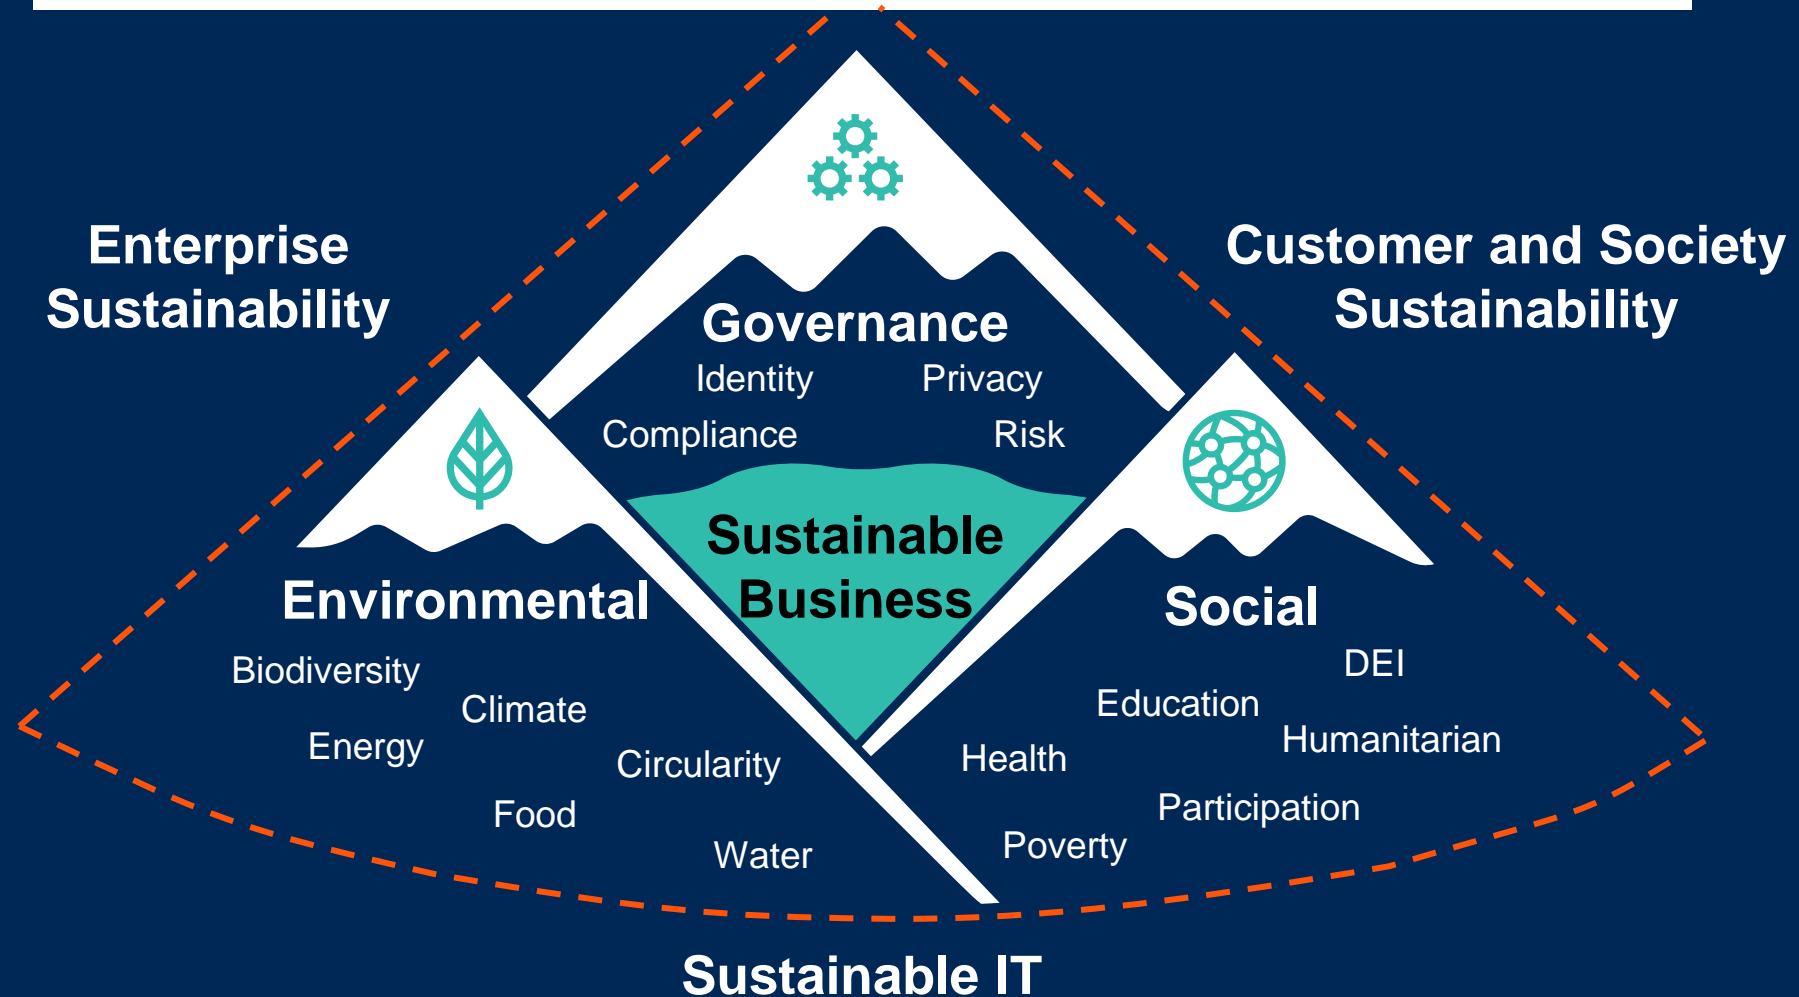 Enterprise
Sustainability
Customer and Society
Sustainability
Governance
Identity
Privacy
Compliance
Risk
Sustainable
Business
Environmental
Biodiversity
Climate
Energy
Circularity
Food
Water
Social
DEI
Education
Humanitarian
Health
Participation
Poverty
Sustainable IT